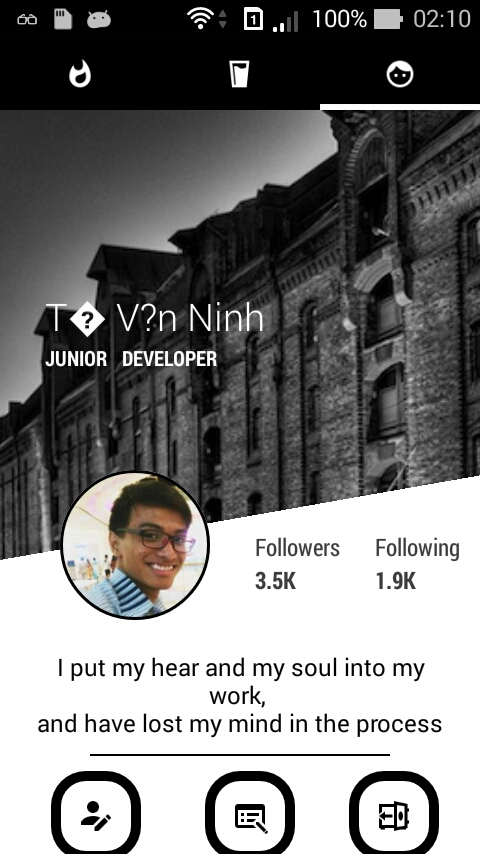 1 100% 02:10
T� V?n Ninh
JUNIOR DEVELOPER
Followers Following
3.5K 1.9K
I put my hear and my soul into my
work,
and have lost my mind in the process